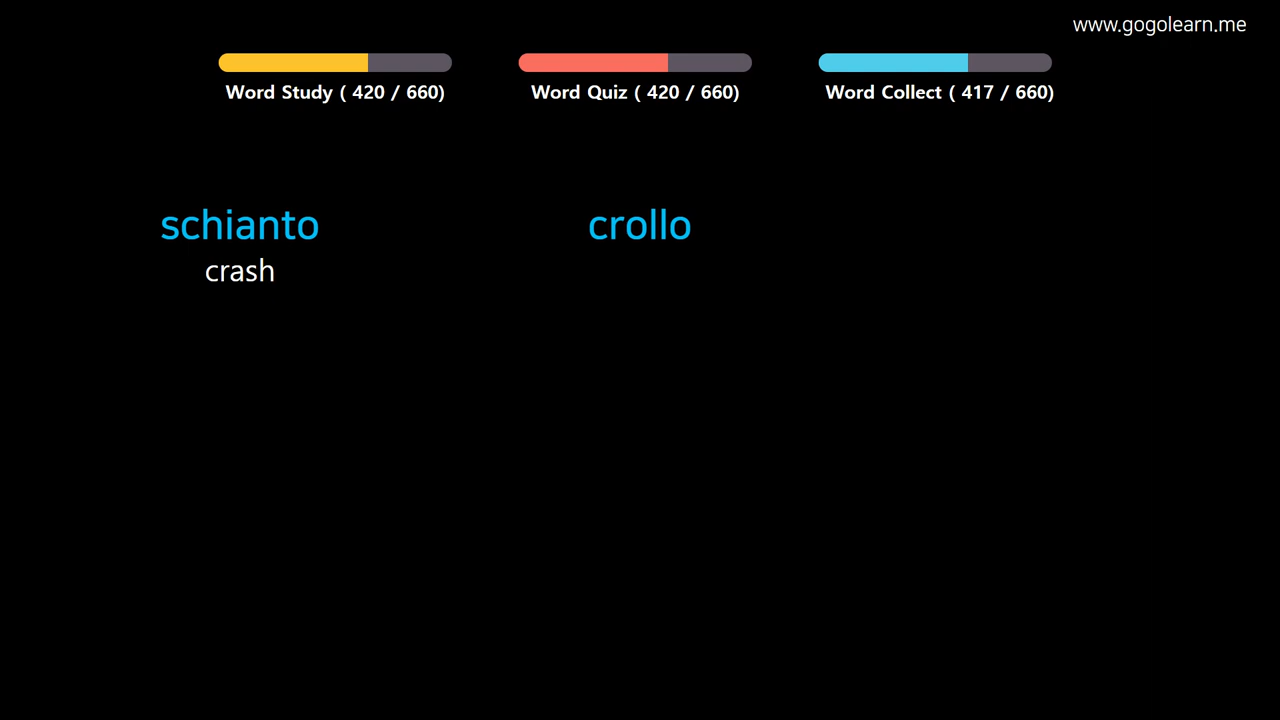 www.gogolearn.me
Word Study ( 420 / 660)
Word Quiz ( 420 / 660)
Word Collect ( 417 / 660)
schianto
crash
crollo